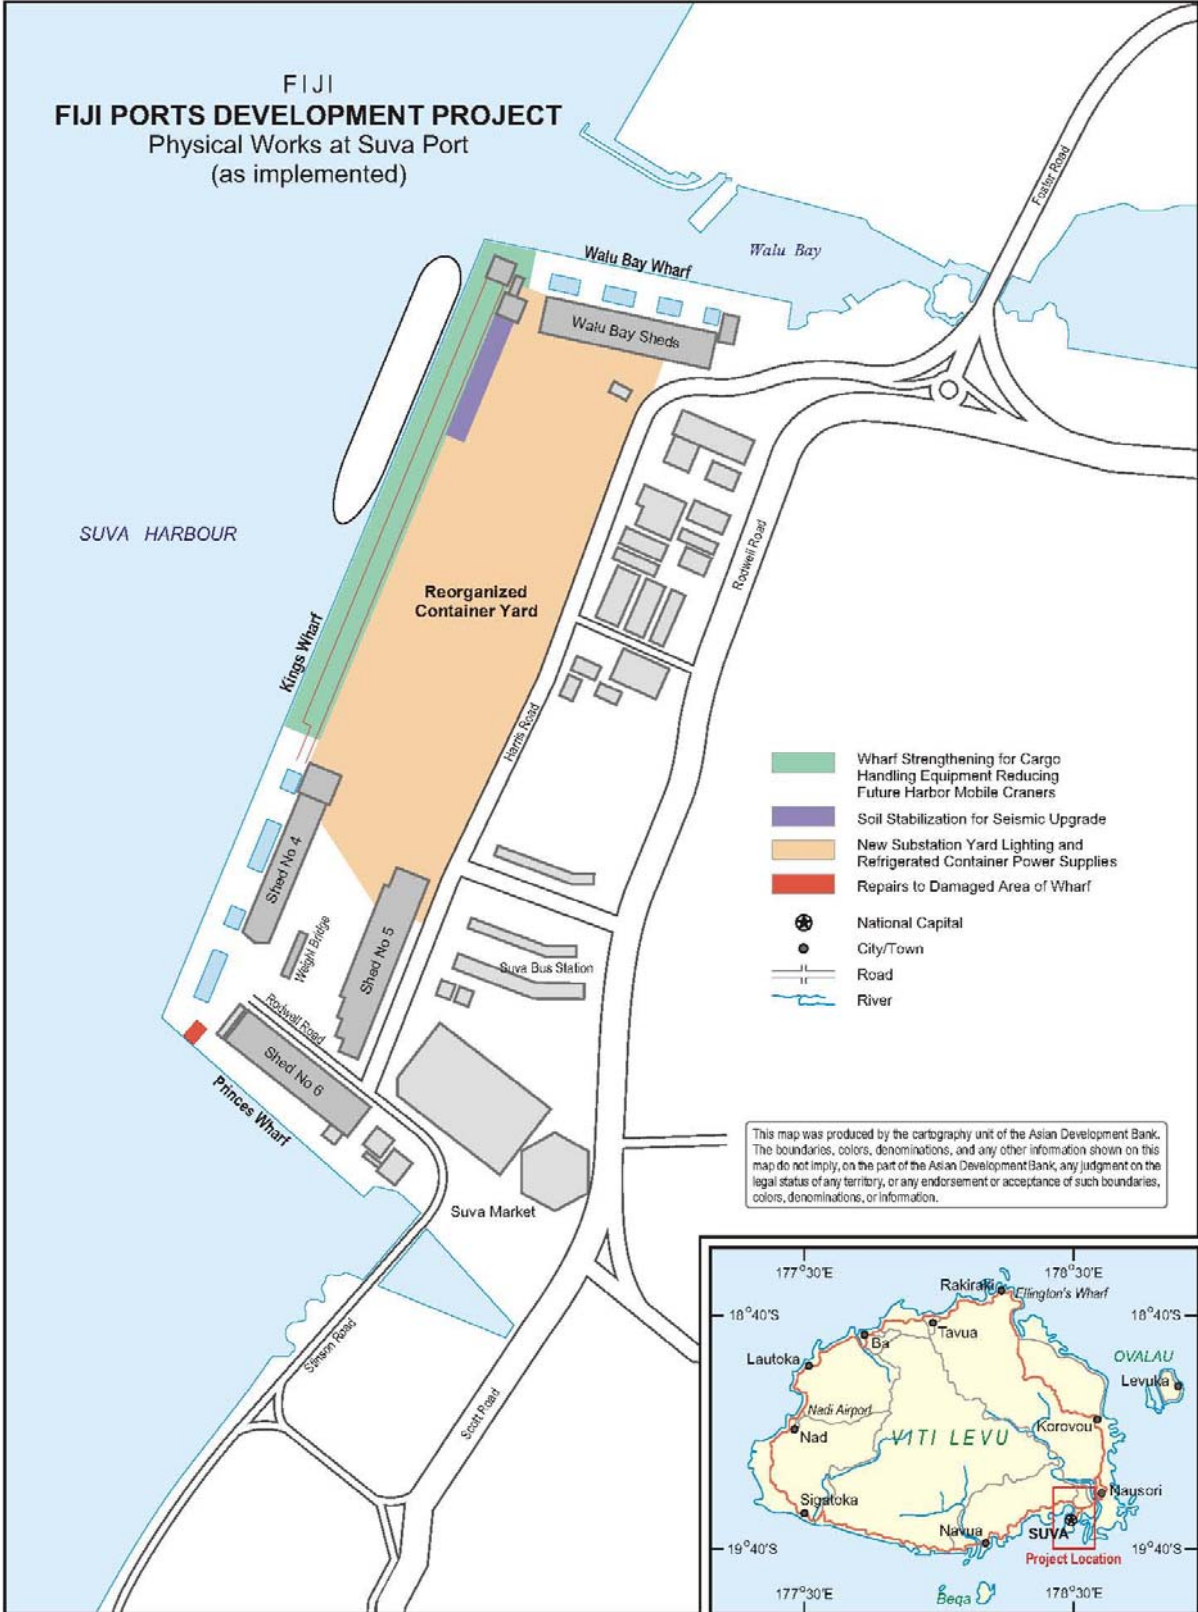 FIJI
FIJI PORTS DEVELOPMENT PROJECT
Physical Works at Suva Port
(as implemented)
Foster Road
Walu Bay Wharf
Walu Bay
Walu Bay Sheds
SUVA HARBOUR
Rodwell Road
Reorganized
Container Yard
Kings Wharf
Harris Road
Wharf Strengthening for Cargo
Handling Equipment Reducing
Future Harbor Mobile Craners
Soil Stabilization for Seismic Upgrade
New Substation Yard Lighting and
Refrigerated Container Power Supplies
Repairs to Damaged Area of Wharf
National Capital
City/Town
Road
River
Shed No 4
Weighl Bridge
Shed No 5
Suva Bus Station
Rodwall Road
Shed No 6
Princes Wharf
Suva Market
This map was produced by the cartography unit of the Asian Development Bank.
The boundaries, colors, denominations, and any other information shown on this
map do not imply, on the part of the Asian Development Bank, any judgment on the
legal status of any territory, or any endorsement or acceptance of such boundaries,
colors, denominations, or information.
Stinson Road
Scott Road
177°30'E
178°30'E
Rakiraki
Ellington's Wharf
18°40'S
18°40'S
Tavua
Ba
Lautoka
OVALAU
Levuka
Nadi Airport
Nad
VITI LEVU
Korovou
Sigatoka
Nausori
Navua
SUVA
19°40'S
19°40'S
Project Location
177°30'E
Beqa
178°30'E